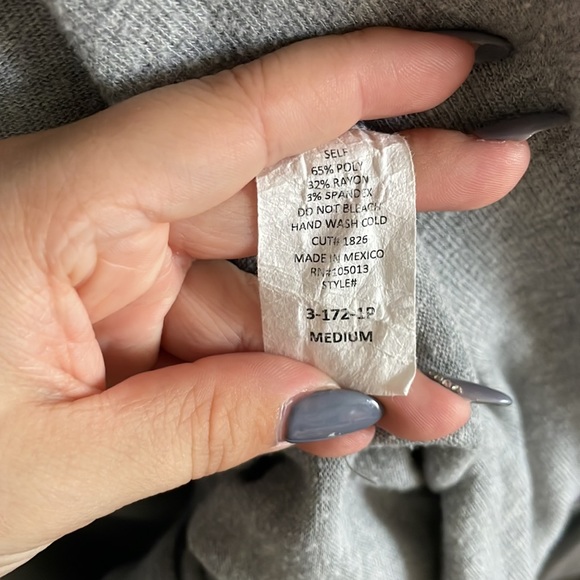 SELF
65% POLY
32% RAYON
3% SPANDEX
DO NOT BLEACH
HAND WASH COLD
CUT# 1826
MADE IN MEXICO
RN#105013
STYLE#
3-172-1P
MEDIUM